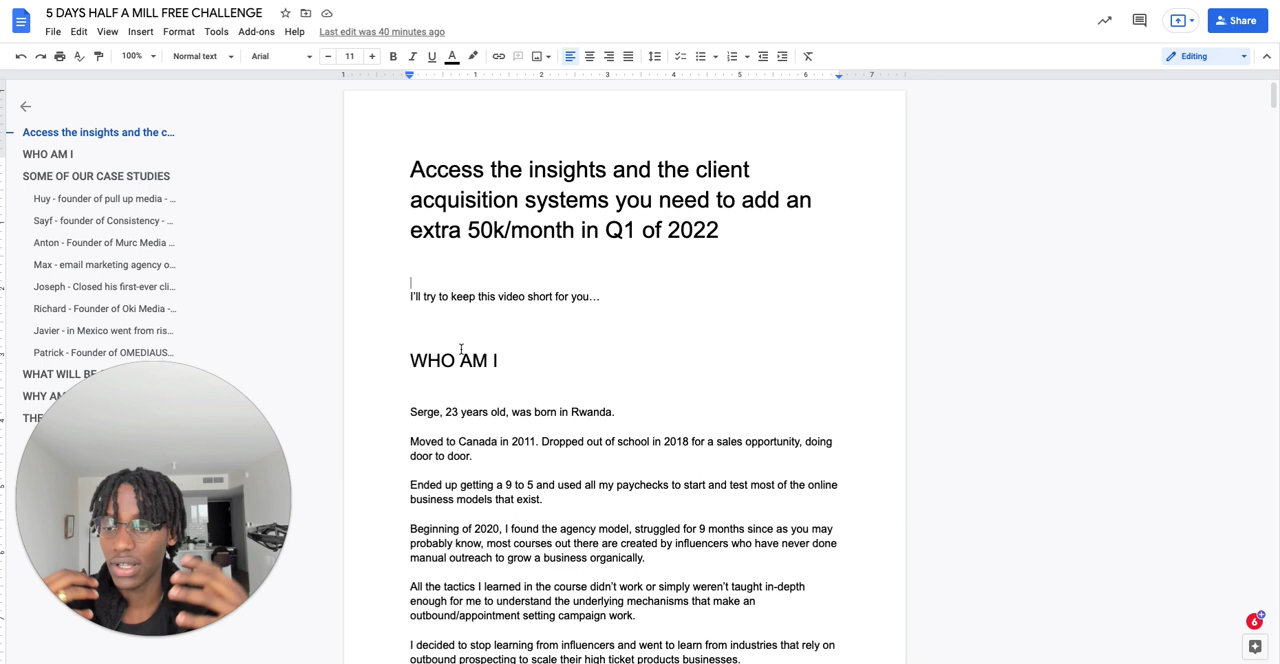 5 DAYS HALF A MILL FREE CHALLENGE
File Edit View Insert Format Tools Add-ons Help Last edit was 40 minutes ago
Share
100% Normal text Arial 11 Editing
1 1 2 3 4 5 6 7
Access the insights and the c...
WHO AM I
SOME OF OUR CASE STUDIES
Huy - founder of pull up media - ...
Sayf - founder of Consistency - ...
Anton - Founder of Murc Media ...
Max - email marketing agency o...
Joseph - Closed his first-ever cli...
Richard - Founder of Oki Media -...
Javier - in Mexico went from ris...
Patrick - Founder of OMEDIAUS...
WHAT WILL BE
WHY AM
THE
Access the insights and the client
acquisition systems you need to add an
extra 50k/month in Q1 of 2022
I'll try to keep this video short for you…
WHO AM I
Serge, 23 years old, was born in Rwanda.
Moved to Canada in 2011. Dropped out of school in 2018 for a sales opportunity, doing
door to door.
Ended up getting a 9 to 5 and used all my paychecks to start and test most of the online
business models that exist.
Beginning of 2020, I found the agency model, struggled for 9 months since as you may
probably know, most courses out there are created by influencers who have never done
manual outreach to grow a business organically.
All the tactics I learned in the course didn't work or simply weren't taught in-depth
enough for me to understand the underlying mechanisms that make an
outbound/appointment setting campaign work.
I decided to stop learning from influencers and went to learn from industries that rely on
outbound prospecting to scale their high ticket products businesses.
6